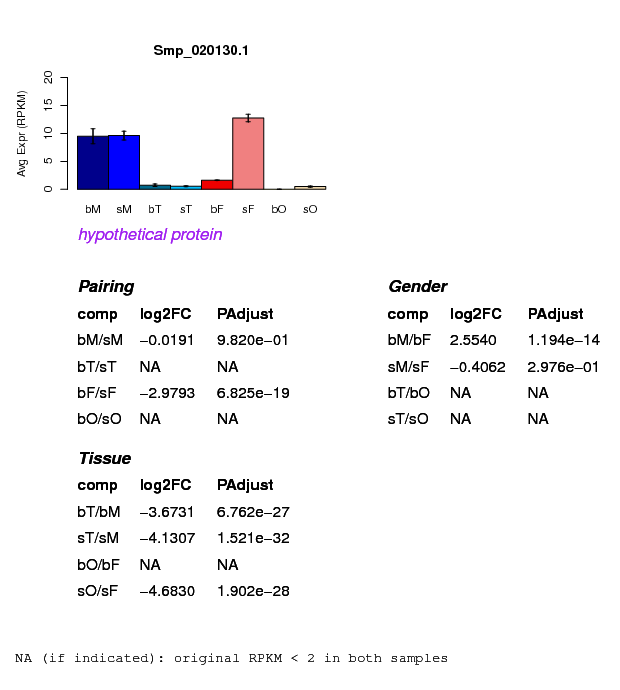 Smp_020130.1
Avg Expr (RPKM)
20
15
10
5
0
bM sM bT sT bF sF bO sO
hypothetical protein
Pairing
comp log2FC PAdjust
bM/sM −0.0191 9.820e−01
bT/sT NA NA
bF/sF −2.9793 6.825e−19
bO/sO NA NA
Gender
comp log2FC PAdjust
bM/bF 2.5540 1.194e−14
sM/sF −0.4062 2.976e−01
bT/bO NA NA
sT/sO NA NA
Tissue
comp log2FC PAdjust
bT/bM −3.6731 6.762e−27
sT/sM −4.1307 1.521e−32
bO/bF NA NA
sO/sF −4.6830 1.902e−28
NA (if indicated): original RPKM < 2 in both samples